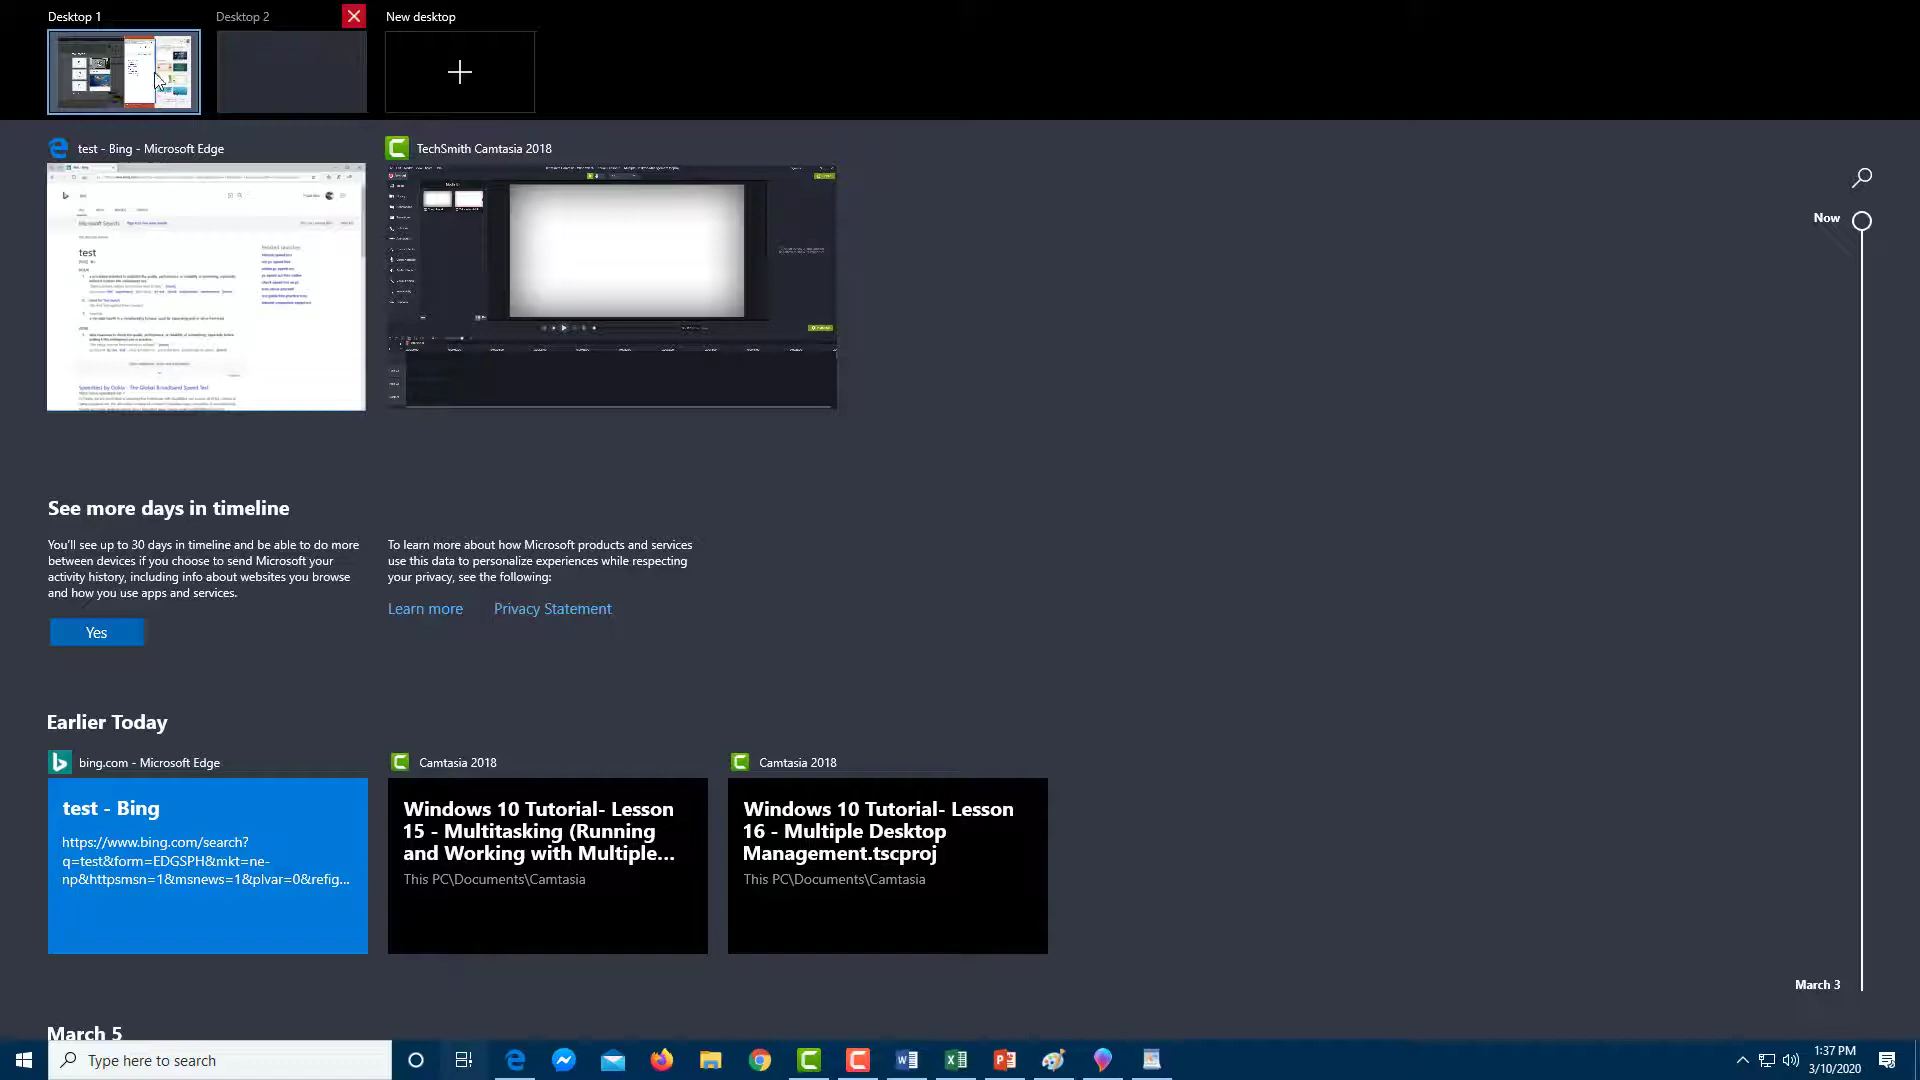 Desktop 1
Desktop 2
New desktop
test - Bing - Microsoft Edge
TechSmith Camtasia 2018
test
Now
See more days in timeline
You'll see up to 30 days in timeline and be able to do more
between devices if you choose to send Microsoft your
activity history, including info about websites you browse
and how you use apps and services.
Yes
To learn more about how Microsoft products and services
use this data to personalize experiences while respecting
your privacy, see the following:
Learn more
Privacy Statement
Earlier Today
bing.com - Microsoft Edge
test - Bing
https://www.bing.com/search?
q=test&form=EDGSPH&mkt=ne-
np&httpsmsn=1&msnews=1&plvar=0&refig...
Camtasia 2018
Windows 10 Tutorial- Lesson
15 - Multitasking (Running
and Working with Multiple...
This PC\Documents\Camtasia
Camtasia 2018
Windows 10 Tutorial- Lesson
16 - Multiple Desktop
Management.tscproj
This PC\Documents\Camtasia
March 3
March 5
Type here to search
1:37 PM
3/10/2020